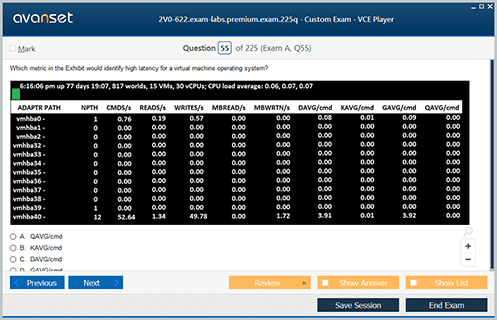 avanset
2V0-622.exam-labs.premium.exam.225q - Custom Exam - VCE Player
Mark
Question 55 of 225 (Exam A, Q55)
Which metric in the Exhibit would identify high latency for a virtual machine operating system?
6:16:06 pm up 77 days 19:07, 817 worlds, 15 VMs, 30 vCPUs; CPU load average: 0.06, 0.07, 0.07
ADAPTR PATH NPTH CMDS/s READS/s WRITES/s MBREAD/s MBWRTN/s DAVG/cmd KAVG/cmd GAVG/cmd QAVG/cmd
vmhba0 - 1 0.76 0.19 0.57 0.00 0.00 0.08 0.01 0.09 0.00
vmhba1 - 0 0.00 0.00 0.00 0.00 0.00 0.00 0.00 0.00 0.00
vmhba2 - 0 0.00 0.00 0.00 0.00 0.00 0.00 0.00 0.00 0.00
vmhba32 - 0 0.00 0.00 0.00 0.00 0.00 0.00 0.00 0.00 0.00
vmhba33 - 0 0.00 0.00 0.00 0.00 0.00 0.00 0.00 0.00 0.00
vmhba34 - 0 0.00 0.00 0.00 0.00 0.00 0.00 0.00 0.00 0.00
vmhba35 - 0 0.00 0.00 0.00 0.00 0.00 0.00 0.00 0.00 0.00
vmhba36 - 0 0.00 0.00 0.00 0.00 0.00 0.00 0.00 0.00 0.00
vmhba37 - 0 0.00 0.00 0.00 0.00 0.00 0.00 0.00 0.00 0.00
vmhba38 - 0 0.00 0.00 0.00 0.00 0.00 0.00 0.00 0.00 0.00
vmhba39 - 1 0.00 0.00 0.00 0.00 0.00 0.00 0.00 0.00 0.00
vmhba40 - 12 52.64 1.34 49.78 0.00 1.72 3.91 0.01 3.92 0.00
A. QAVG/cmd
B. KAVG/cmd
C. DAVG/cmd
D. GAVG/cmd
Previous Next Review Show Answer Show List
Save Session End Exam